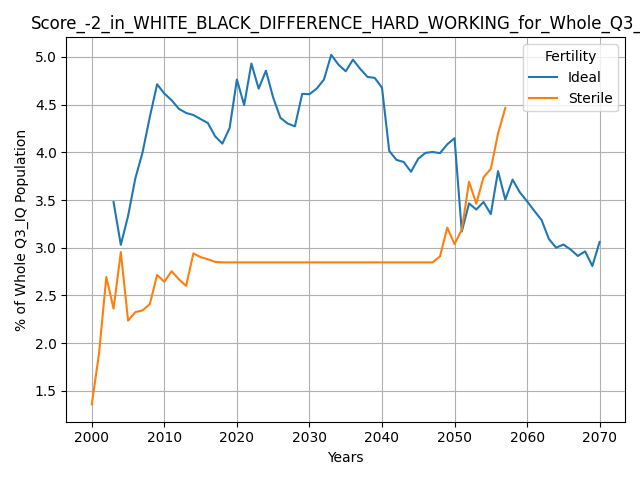 Score_-2_in_WHITE_BLACK_DIFFERENCE_HARD_WORKING_for_Whole_Q3_
Fertility
Ideal
Sterile
% of Whole Q3_IQ Population
5.0
4.5
4.0
3.5
3.0
2.5
2.0
1.5
2000 2010 2020 2030 2040 2050 2060 2070
Years